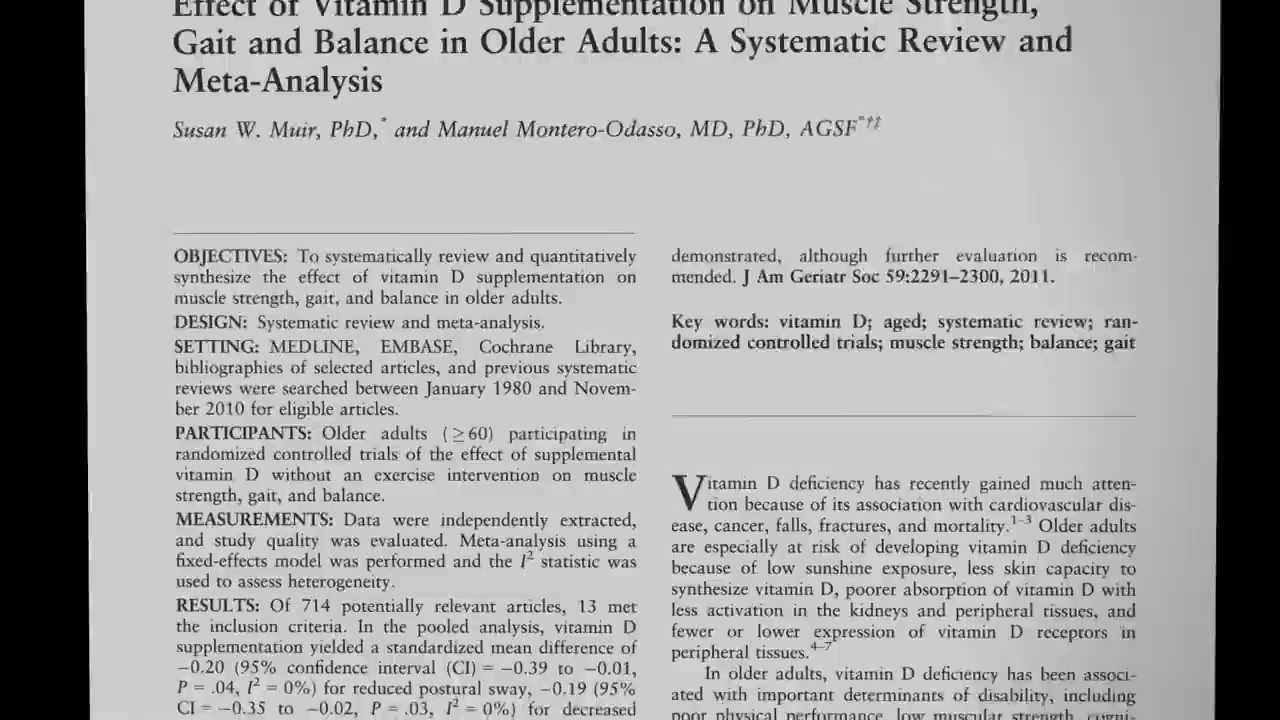 Effect of Vitamin D Supplementation on Muscle Strength,
Gait and Balance in Older Adults: A Systematic Review and
Meta-Analysis
Susan W. Muir, PhD,* and Manuel Montero-Odasso, MD, PhD, AGSF*†‡
OBJECTIVES: To systematically review and quantitatively
synthesize the effect of vitamin D supplementation on
muscle strength, gait, and balance in older adults.
DESIGN: Systematic review and meta-analysis.
SETTING: MEDLINE, EMBASE, Cochrane Library,
bibliographies of selected articles, and previous systematic
reviews were searched between January 1980 and Novem-
ber 2010 for eligible articles.
PARTICIPANTS: Older adults (≥60) participating in
randomized controlled trials of the effect of supplemental
vitamin D without an exercise intervention on muscle
strength, gait, and balance.
MEASUREMENTS: Data were independently extracted,
and study quality was evaluated. Meta-analysis using a
fixed-effects model was performed and the I² statistic was
used to assess heterogeneity.
RESULTS: Of 714 potentially relevant articles, 13 met
the inclusion criteria. In the pooled analysis, vitamin D
supplementation yielded a standardized mean difference of
−0.20 (95% confidence interval (CI) = −0.39 to −0.01,
P = .04, I² = 0%) for reduced postural sway, −0.19 (95%
CI = −0.35 to −0.02, P = .03, I² = 0%) for decreased
demonstrated, although further evaluation is recom-
mended. J Am Geriatr Soc 59:2291–2300, 2011.
Key words: vitamin D; aged; systematic review; ran-
domized controlled trials; muscle strength; balance; gait
Vitamin D deficiency has recently gained much atten-
tion because of its association with cardiovascular dis-
ease, cancer, falls, fractures, and mortality.1–3 Older adults
are especially at risk of developing vitamin D deficiency
because of low sunshine exposure, less skin capacity to
synthesize vitamin D, poorer absorption of vitamin D with
less activation in the kidneys and peripheral tissues, and
fewer or lower expression of vitamin D receptors in
peripheral tissues.4–7
In older adults, vitamin D deficiency has been associ-
ated with important determinants of disability, including
poor physical performance, low muscular strength, cogni-